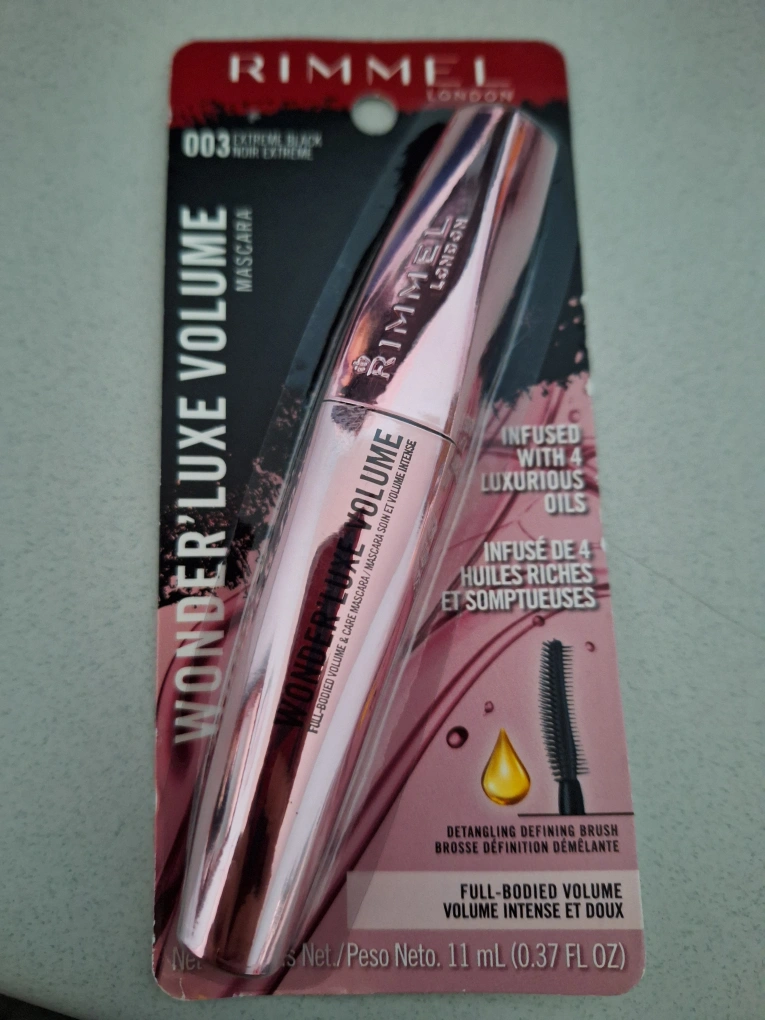 RIMMEL
LONDON
003 EXTREME BLACK
NOIR EXTREME
WONDER'LUXE VOLUME
MASCARA
RIMMEL
LONDON
WONDER'LUXE VOLUME
FULL-BODIED VOLUME & CARE MASCARA/MASCARA SOIN ET VOLUME INTENSE
INFUSED
WITH 4
LUXURIOUS
OILS
INFUSÉ DE 4
HUILES RICHES
ET SOMPTUEUSES
DETANGLING DEFINING BRUSH
BROSSE DÉFINITION DÉMÊLANTE
FULL-BODIED VOLUME
VOLUME INTENSE ET DOUX
Net./Peso Neto. 11 mL (0.37 FL OZ)